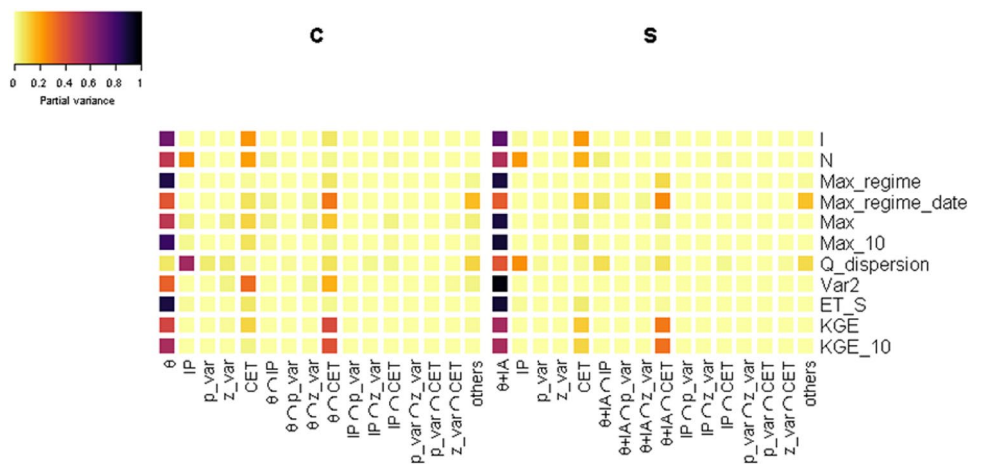 0 0.2 0.4 0.6 0.8 1
Partial variance
C S
I
N
Max_regime
Max_regime_date
Max
Max_10
Q_dispersion
Var2
ET_S
KGE
KGE_10
θ
IP
p_var
z_var
CET
θ∩IP
θ∩p_var
θ∩z_var
θ∩CET
IP∩p_var
IP∩z_var
IP∩CET
p_var∩z_var
p_var∩CET
z_var∩CET
others
θ+IA
IP
p_var
z_var
CET
θ+IA∩IP
θ+IA∩p_var
θ+IA∩z_var
θ+IA∩CET
IP∩p_var
IP∩z_var
IP∩CET
p_var∩z_var
p_var∩CET
z_var∩CET
others